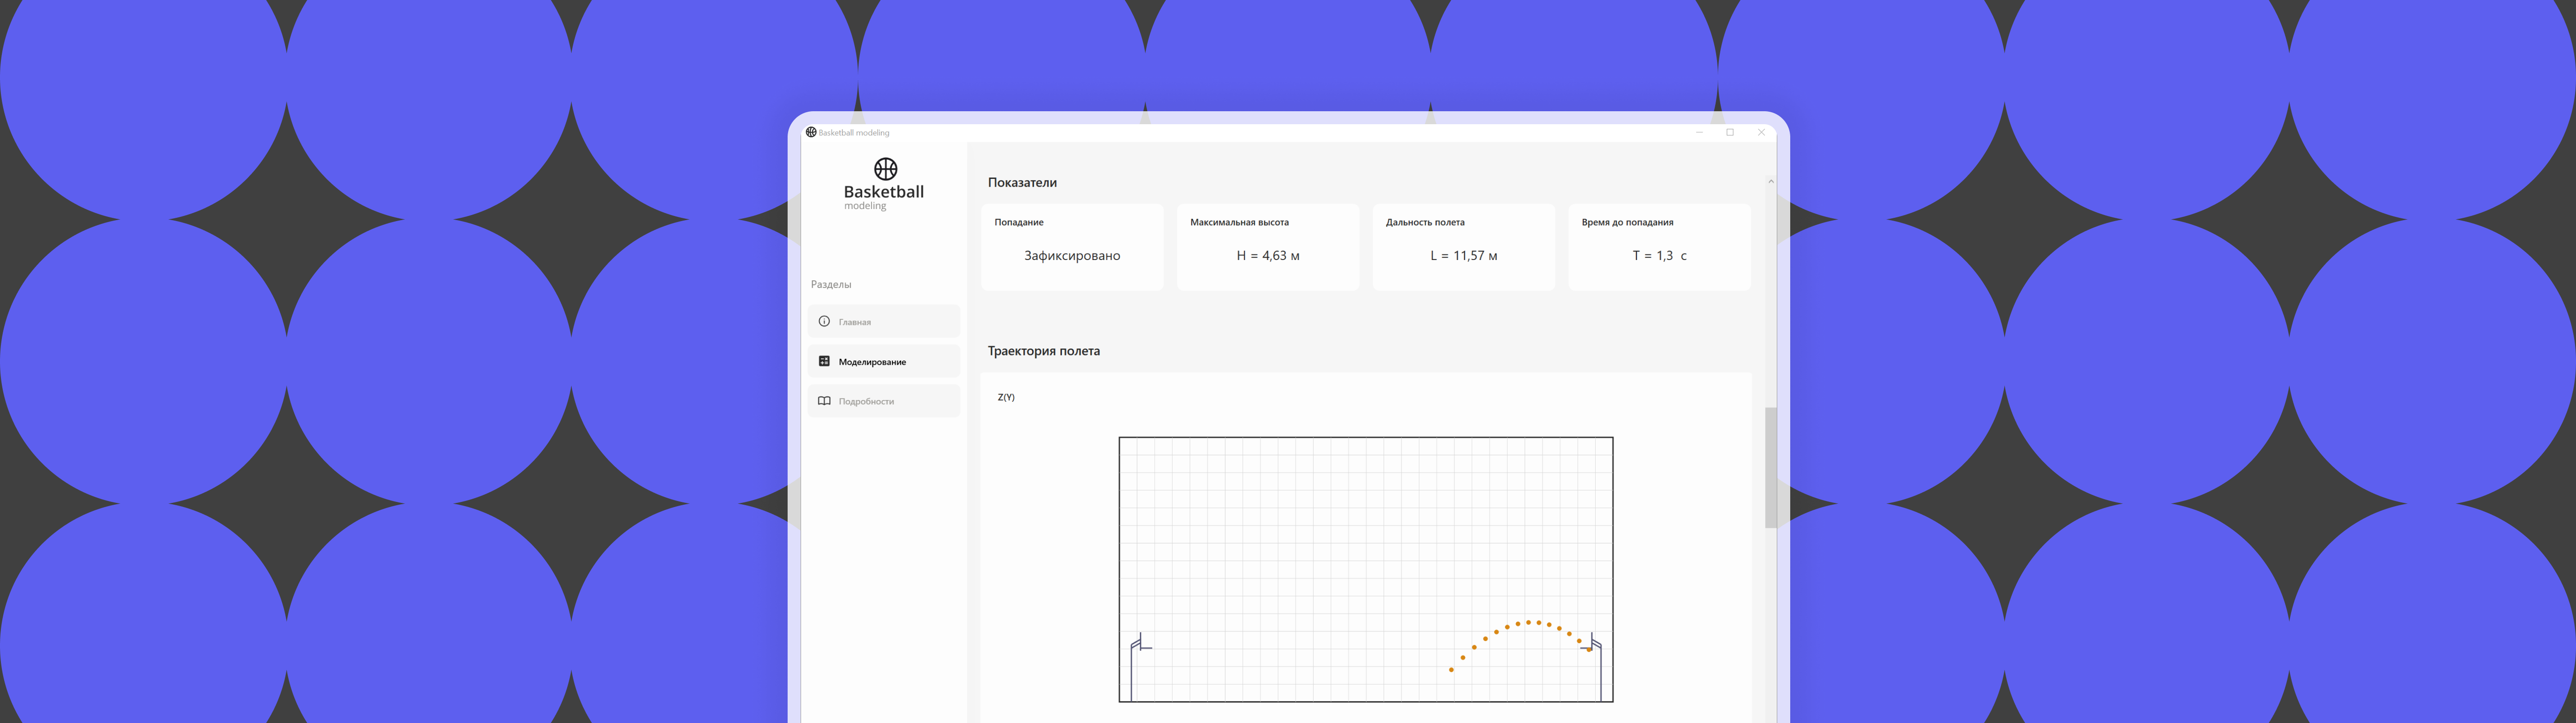 Basketball modeling
Basketball
modeling
Разделы
Главная
Моделирование
Подробности
Показатели
Попадание
Зафиксировано
Максимальная высота
H = 4,63 м
Дальность полета
L = 11,57 м
Время до попадания
T = 1,3 с
Траектория полета
Z(Y)